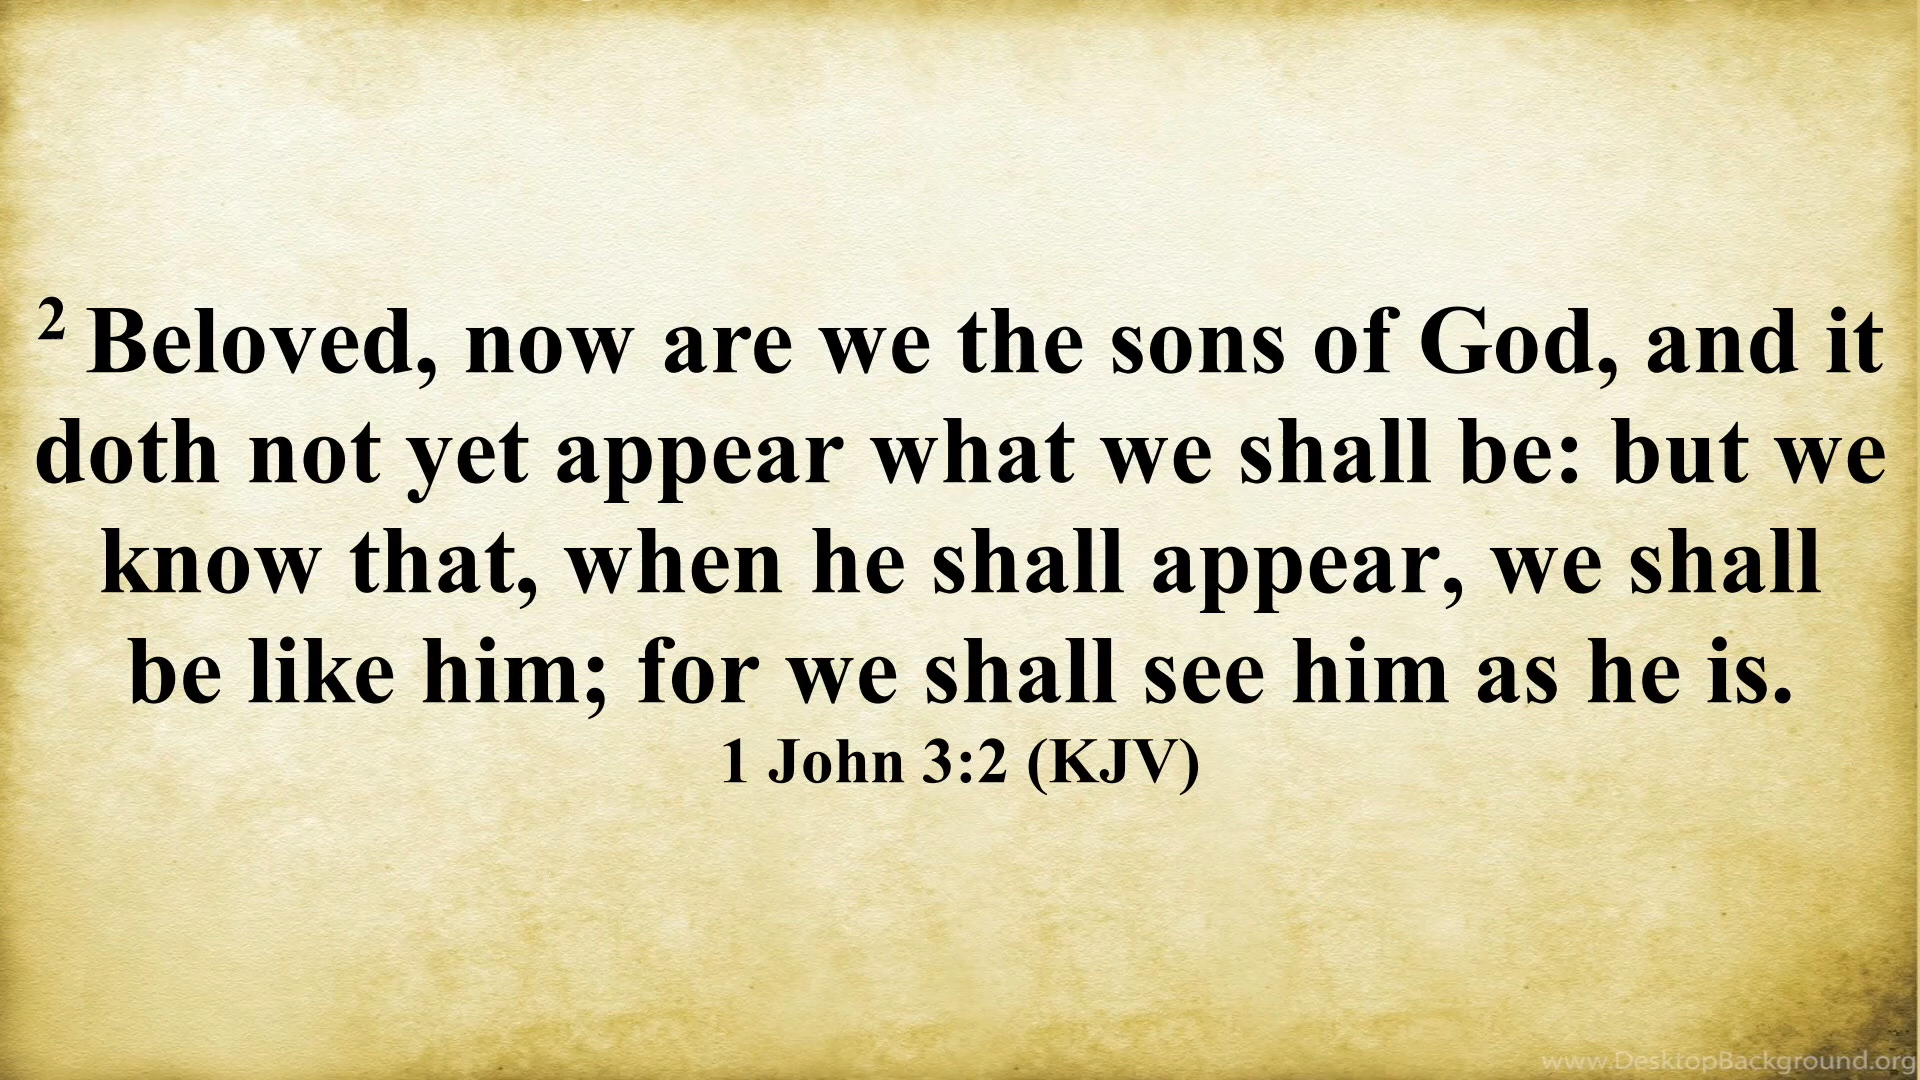 ² Beloved, now are we the sons of God, and it
doth not yet appear what we shall be: but we
know that, when he shall appear, we shall
be like him; for we shall see him as he is.
1 John 3:2 (KJV)
www.DesktopBackground.org